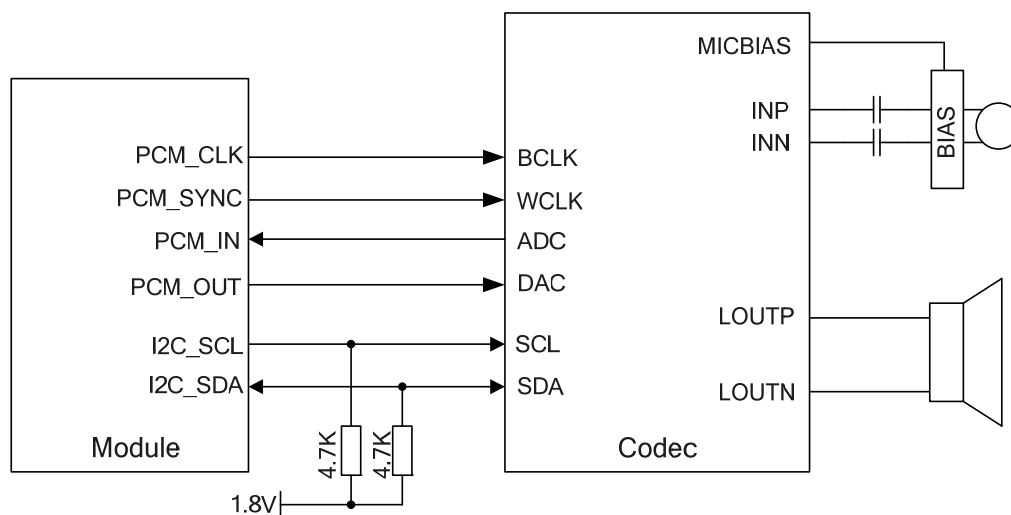 MICBIAS
INP
INN
BIAS
PCM_CLK
PCM_SYNC
PCM_IN
PCM_OUT
I2C_SCL
I2C_SDA
BCLK
WCLK
ADC
DAC
SCL
SDA
LOUTP
LOUTN
4.7K
4.7K
Module
Codec
1.8V